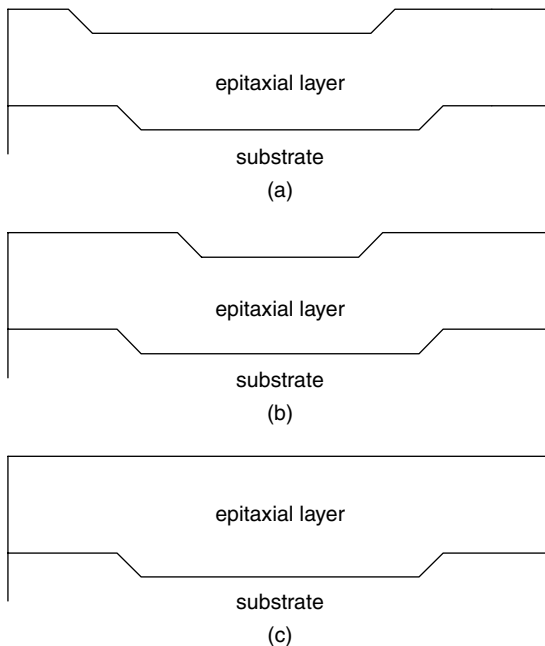 epitaxial layer
substrate
(a)
epitaxial layer
substrate
(b)
epitaxial layer
substrate
(c)